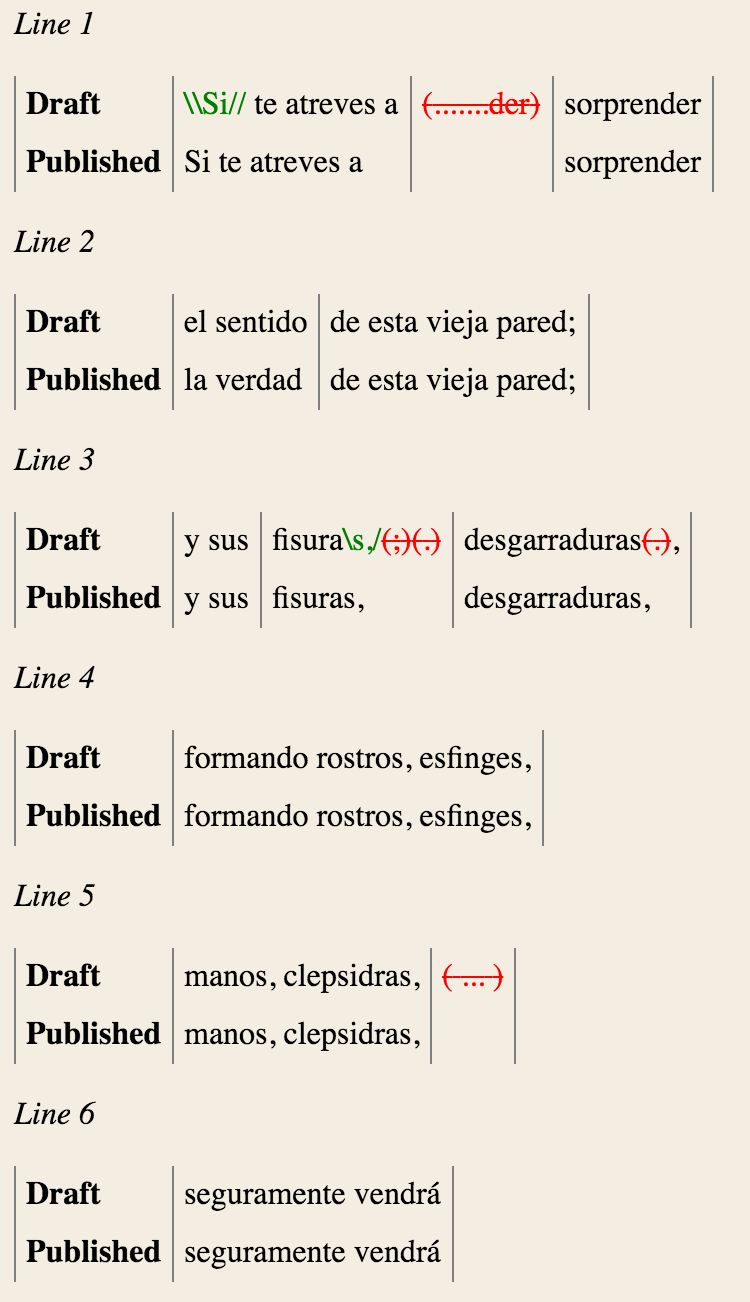 Line 1
Draft \\Si// te atreves a (.......der) sorprender
Published Si te atreves a sorprender
Line 2
Draft el sentido de esta vieja pared;
Published la verdad de esta vieja pared;
Line 3
Draft y sus fisura\s,/(;)(.) desgarraduras(.),
Published y sus fisuras, desgarraduras,
Line 4
Draft formando rostros, esfinges,
Published formando rostros, esfinges,
Line 5
Draft manos, clepsidras, ( ... )
Published manos, clepsidras,
Line 6
Draft seguramente vendrá
Published seguramente vendrá